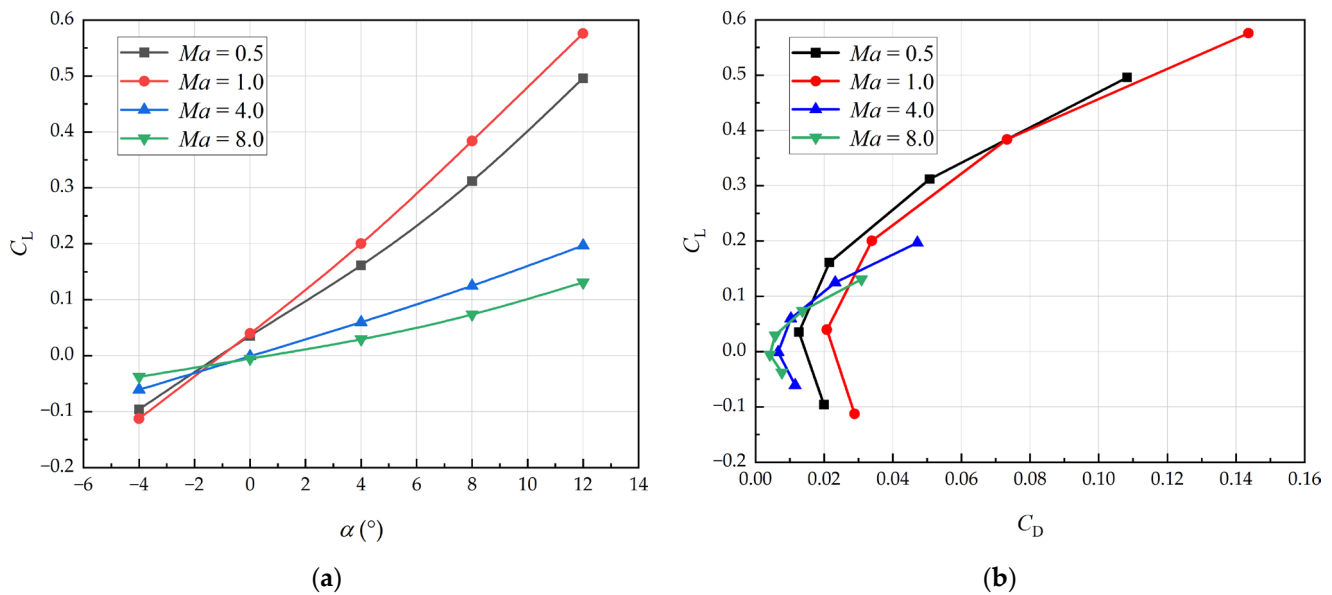 0.6
0.5
0.4
0.3
0.2
0.1
0.0
−0.1
−0.2
C_L
Ma = 0.5
Ma = 1.0
Ma = 4.0
Ma = 8.0
−6 −4 −2 0 2 4 6 8 10 12 14
α (°)
(a)
0.6
0.5
0.4
0.3
0.2
0.1
0.0
−0.1
−0.2
C_L
Ma = 0.5
Ma = 1.0
Ma = 4.0
Ma = 8.0
0.00 0.02 0.04 0.06 0.08 0.10 0.12 0.14 0.16
C_D
(b)